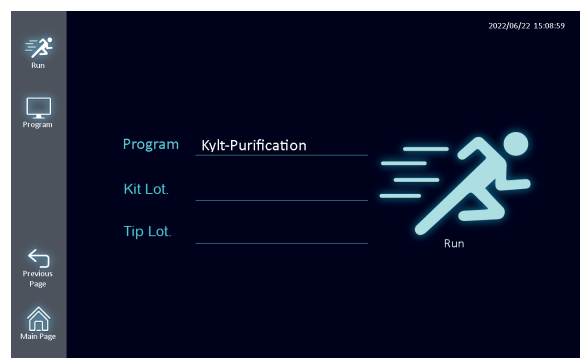 2022/06/22 15:08:59
Run
Program
Program Kylt-Purification
Kit Lot.
Tip Lot.
Run
Previous
Page
Main Page